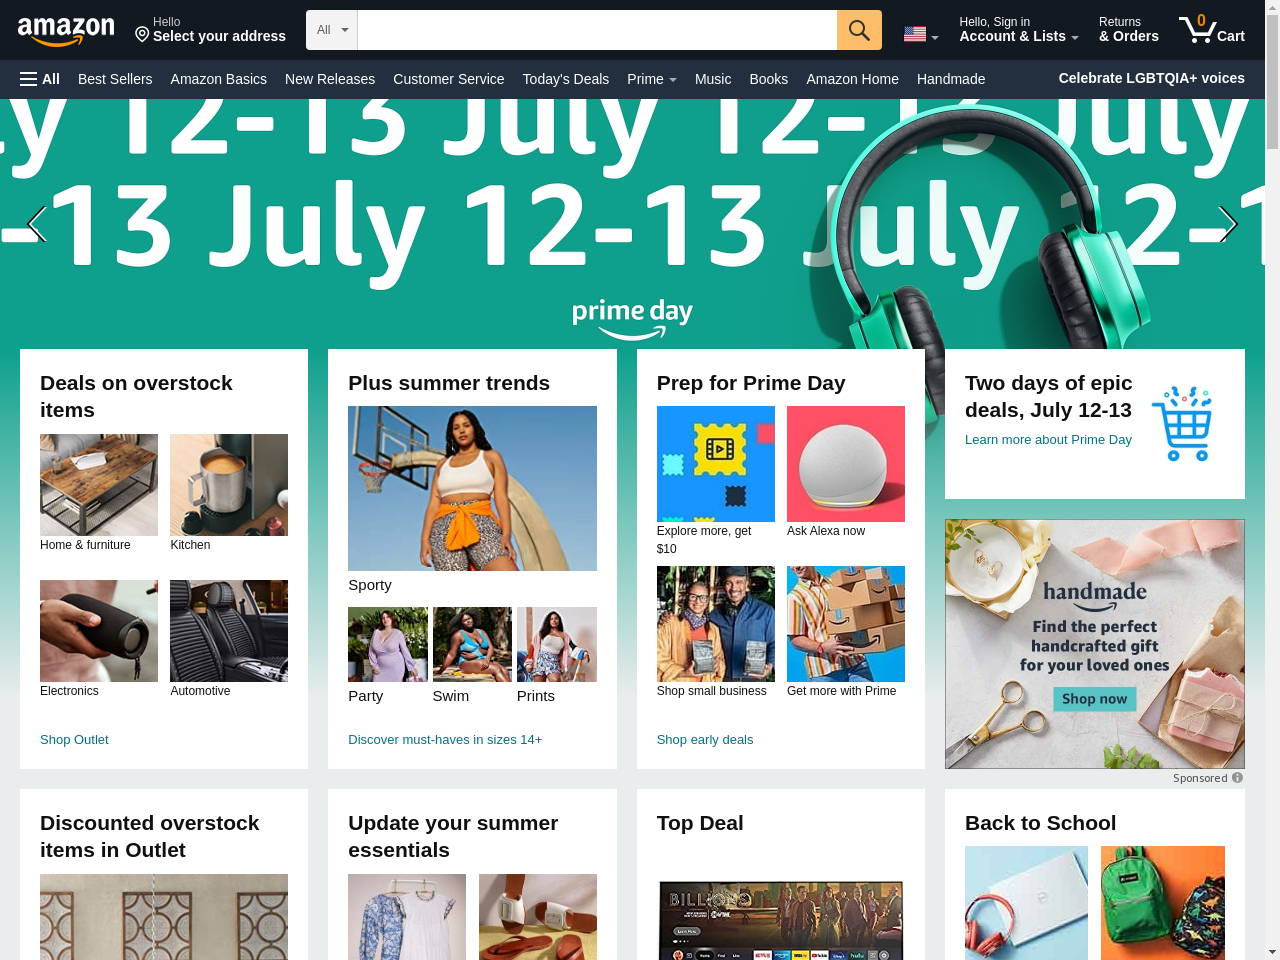 amazon
Hello
Select your address
All
Hello, Sign in
Account & Lists
Returns
& Orders
0
Cart
All
Best Sellers
Amazon Basics
New Releases
Customer Service
Today's Deals
Prime
Music
Books
Amazon Home
Handmade
Celebrate LGBTQIA+ voices
ly 12-13 July 12-13 July
-13 July 12-13 July 12-1
prime day
Deals on overstock
items
Home & furniture
Kitchen
Electronics
Automotive
Shop Outlet
Plus summer trends
Sporty
Party
Swim
Prints
Discover must-haves in sizes 14+
Prep for Prime Day
Explore more, get
$10
Ask Alexa now
Shop small business
Get more with Prime
Shop early deals
Two days of epic
deals, July 12-13
Learn more about Prime Day
handmade
Find the perfect
handcrafted gift
for your loved ones
Shop now
Sponsored
Discounted overstock
items in Outlet
Update your summer
essentials
Top Deal
BILLIONS
SHOWTIME
NETFLIX
YouTube
hulu
Back to School